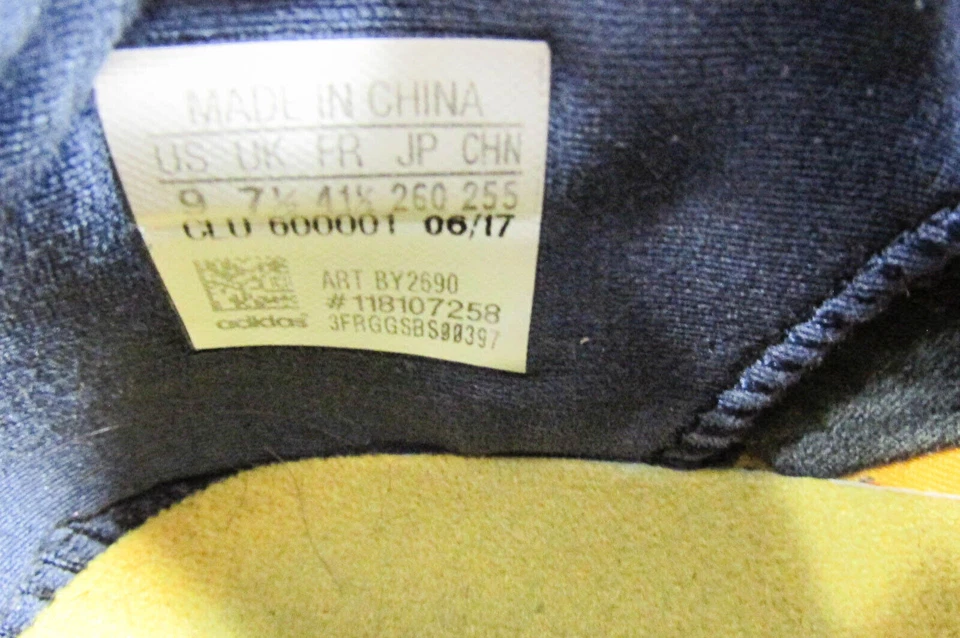 MADE IN CHINA
US UK FR JP CHN
9 7½ 41⅓ 260 255
CLU 600001 06/17
ART BY2690
#118107258
adidas
3FRGGSBS00397